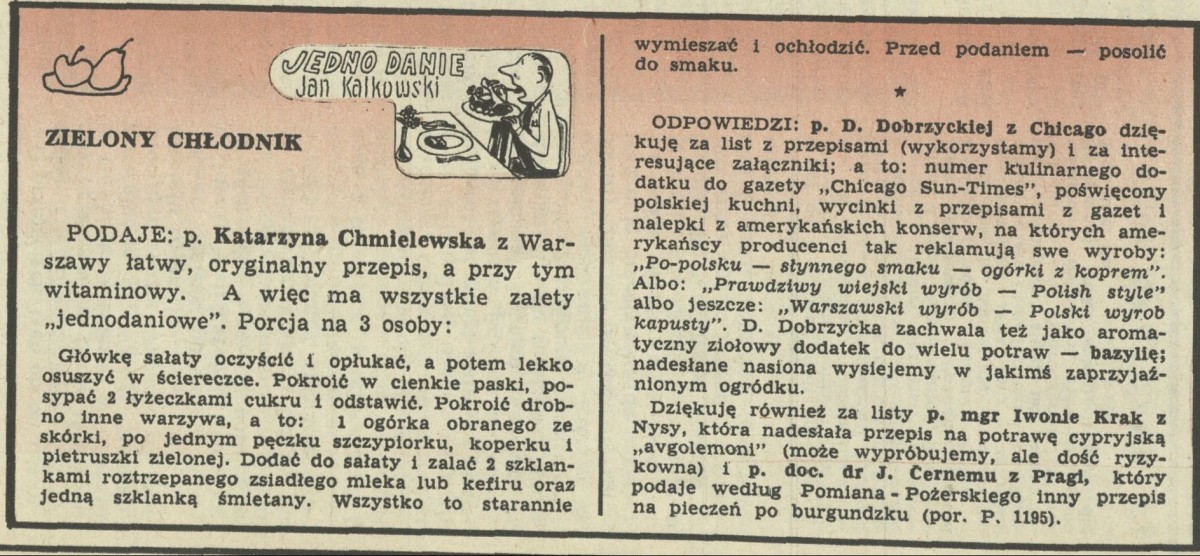 JEDNO DANIE
Jan Kalkowski
ZIELONY CHŁODNIK
PODAJE: p. Katarzyna Chmielewska z War-
szawy łatwy, oryginalny przepis, a przy tym
witaminowy. A więc ma wszystkie zalety
„jednodaniowe”. Porcja na 3 osoby:
Główkę sałaty oczyścić i opłukać, a potem lekko
osuszyć w ściereczce. Pokroić w cienkie paski, po-
sypać 2 łyżeczkami cukru i odstawić. Pokroić drob-
no inne warzywa, a to: 1 ogórka obranego ze
skórki, po jednym pęczku szczypiorku, koperku i
pietruszki zielonej. Dodać do sałaty i zalać 2 szklan-
kami roztrzepanego zsiadłego mleka lub kefiru oraz
jedną szklanką śmietany. Wszystko to starannie
wymieszać i ochłodzić. Przed podaniem — posolić
do smaku.
★
ODPOWIEDZI: p. D. Dobrzyckiej z Chicago dzię-
kuję za list z przepisami (wykorzystamy) i za inte-
resujące załączniki; a to: numer kulinarnego do-
datku do gazety „Chicago Sun-Times”, poświęcony
polskiej kuchni, wycinki z przepisami z gazet i
nalepki z amerykańskich konserw, na których ame-
rykańscy producenci tak reklamują swe wyroby:
„Po-polsku — słynnego smaku — ogórki z koprem”.
Albo: „Prawdziwy wiejski wyrób — Polish style”
albo jeszcze: „Warszawski wyrób — Polski wyrob
kapusty”. D. Dobrzycka zachwala też jako aroma-
tyczny ziołowy dodatek do wielu potraw — bazylię;
nadesłane nasiona wysiejemy w jakimś zaprzyjaź-
nionym ogródku.
Dziękuję również za listy p. mgr Iwonie Krak z
Nysy, która nadesłała przepis na potrawę cypryjską
„avgolemoni” (może wypróbujemy, ale dość ryzy-
kowna) i p. doc. dr J. Černemu z Pragi, który
podaje według Pomiana-Pożerskiego inny przepis
na pieczeń po burgundzku (por. P. 1195).